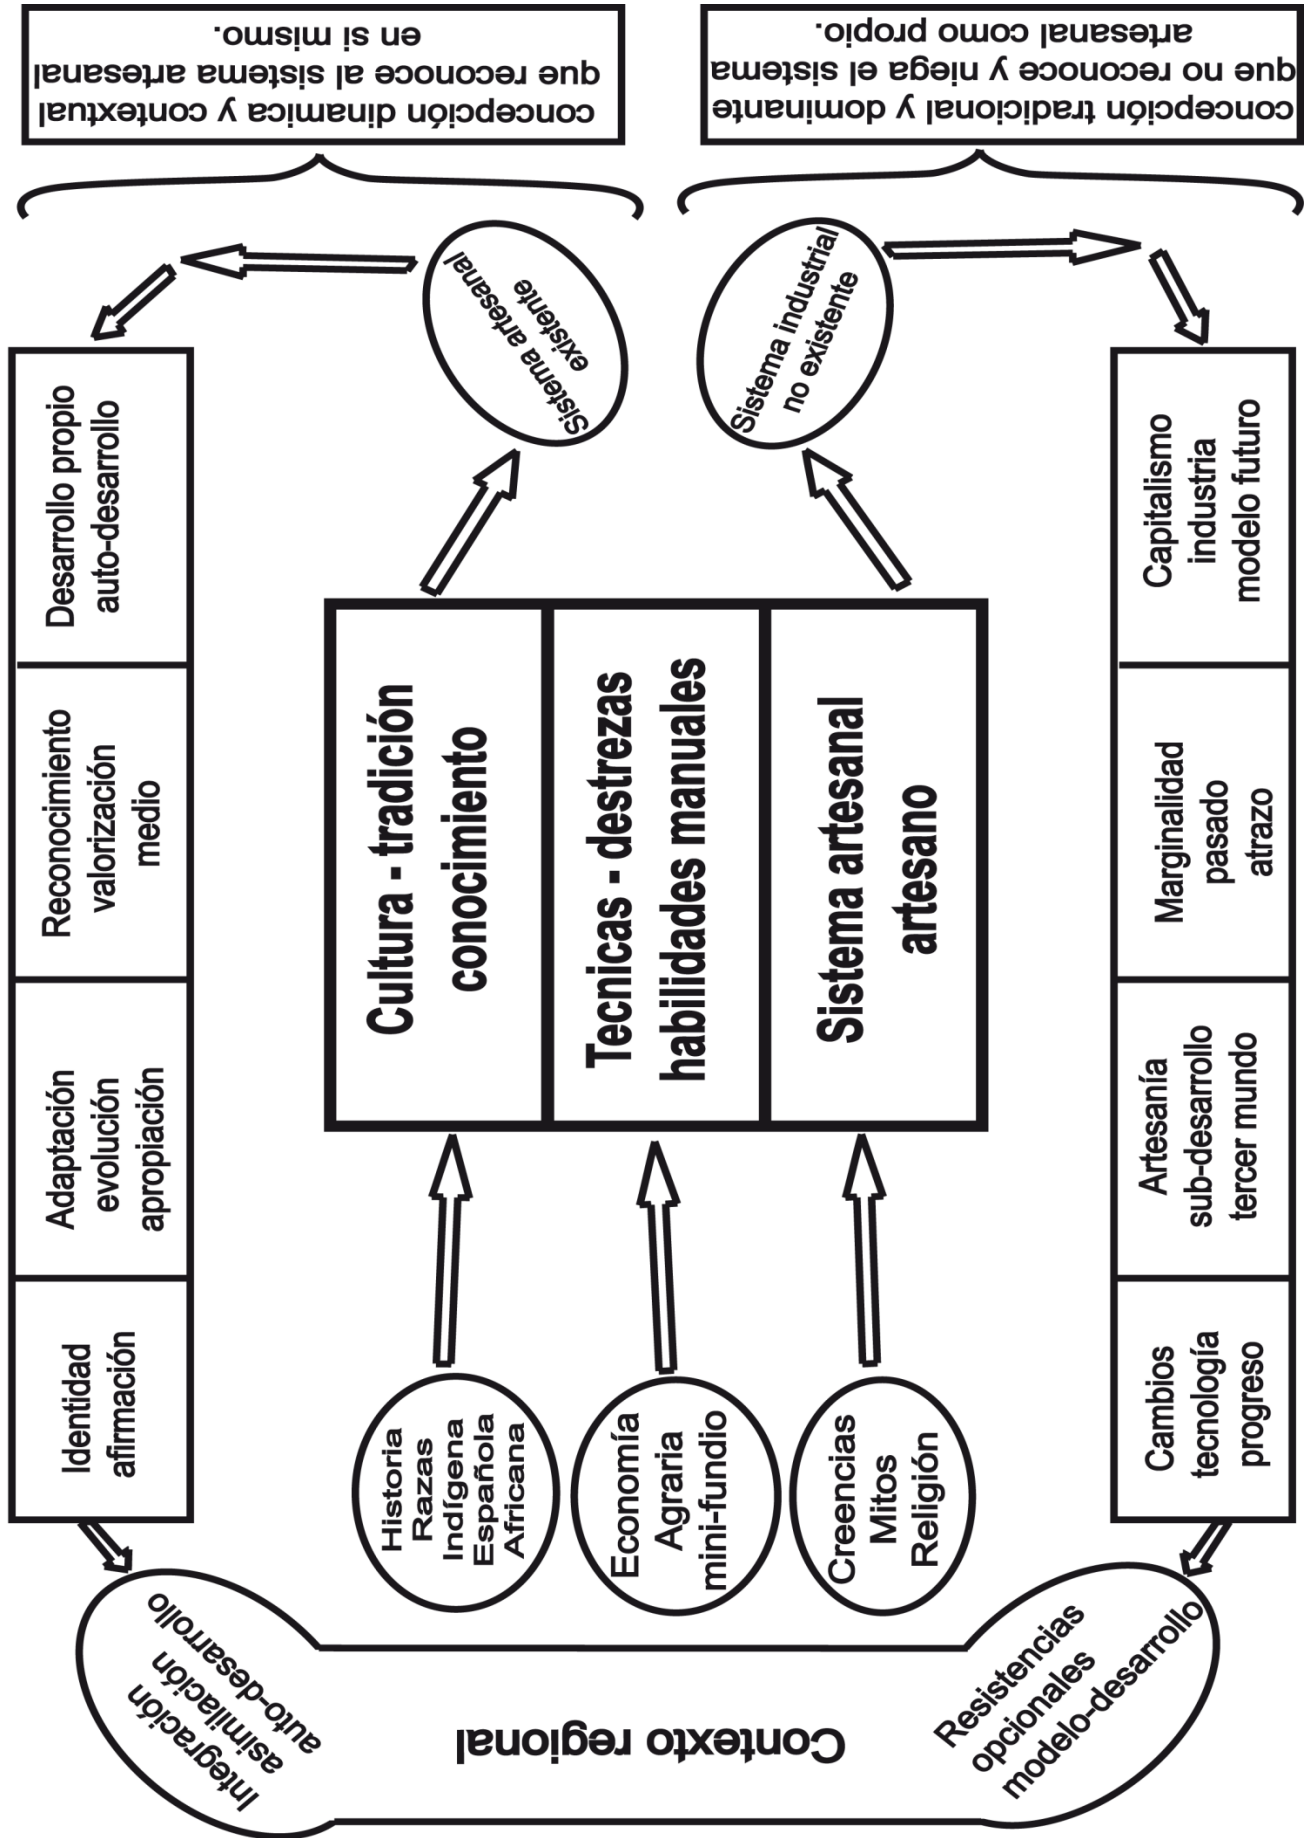 concepción dinamica y contextual
que reconoce al sistema artesanal
en si mismo.
concepción tradicional y dominante
que no reconoce y niega el sistema
artesanal como propio.
Sistema artesanal
existente
Sistema industrial
no existente
Identidad
afirmación
Adaptación
evolución
apropiación
Reconocimiento
valorización
medio
Desarrollo propio
auto-desarrollo
Cultura - tradición
conocimiento
Tecnicas - destrezas
habilidades manuales
Sistema artesanal
artesano
Historia
Razas
Indígena
Española
Africana
Economía
Agraria
mini-fundio
Creencias
Mitos
Religión
Cambios
tecnología
progreso
Artesanía
sub-desarrollo
tercer mundo
Marginalidad
pasado
atrazo
Capitalismo
industria
modelo futuro
Integración
asimilación
auto-desarrollo
Contexto regional
Resistencias
opcionales
modelo-desarrollo